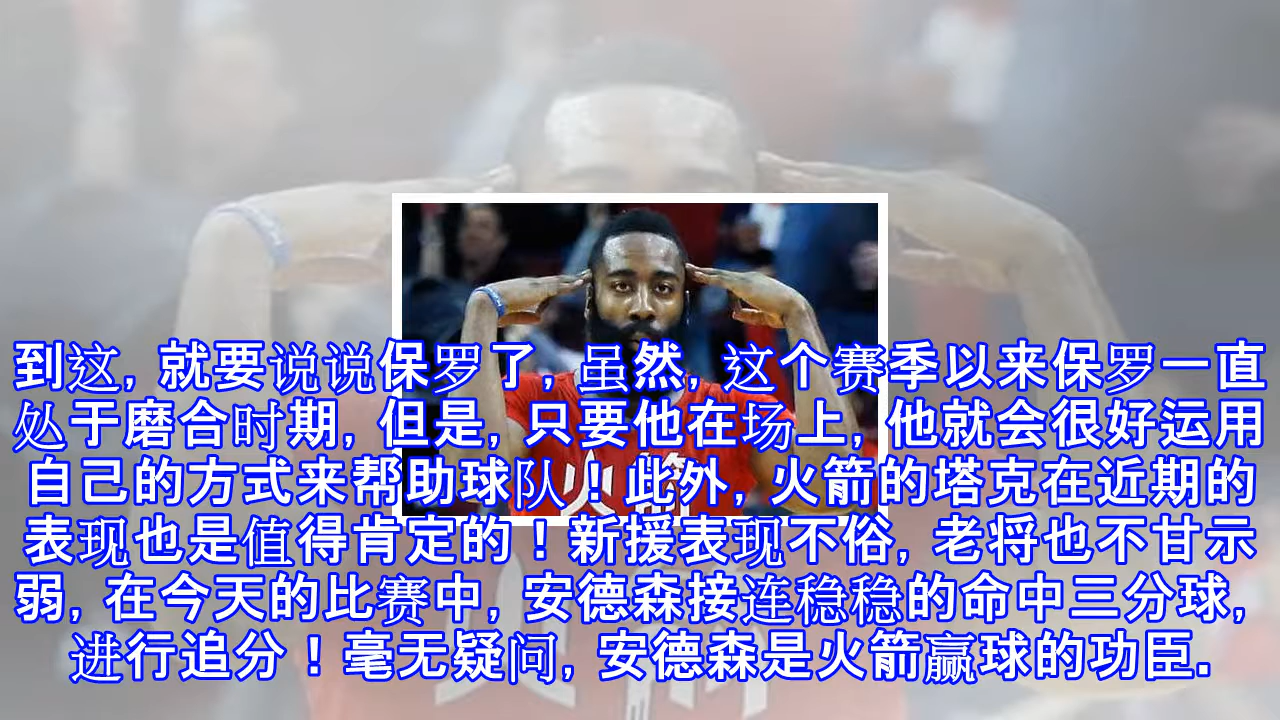 到这, 就要说说保罗了, 虽然, 这个赛季以来保罗一直
处于磨合时期, 但是, 只要他在场上, 他就会很好运用
自己的方式来帮助球队！此外, 火箭的塔克在近期的
表现也是值得肯定的！新援表现不俗, 老将也不甘示
弱, 在今天的比赛中, 安德森接连稳稳的命中三分球,
进行追分！毫无疑问, 安德森是火箭赢球的功臣.
火箭